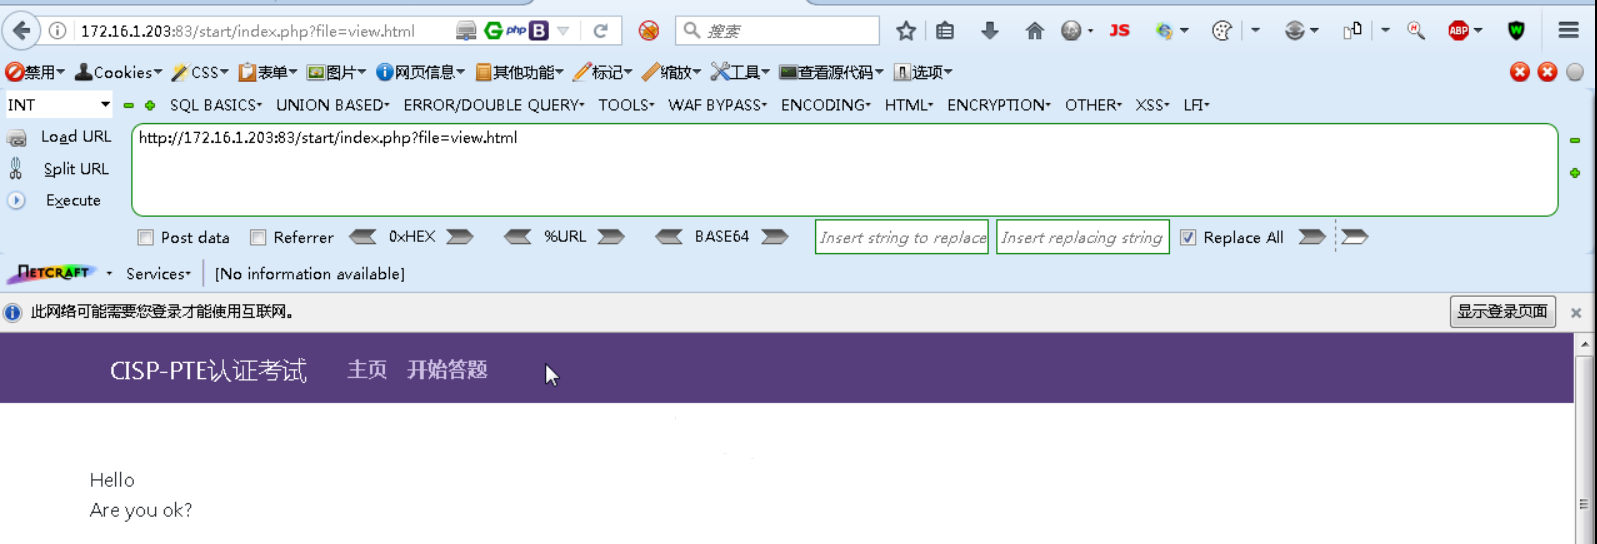 172.16.1.203:83/start/index.php?file=view.html php B 搜索 JS ABP W
禁用 Cookies CSS 表单 图片 网页信息 其他功能 标记 缩放 工具 查看源代码 选项
INT SQL BASICS UNION BASED ERROR/DOUBLE QUERY TOOLS WAF BYPASS ENCODING HTML ENCRYPTION OTHER XSS LFI
Load URL http://172.16.1.203:83/start/index.php?file=view.html
Split URL
Execute
Post data Referrer 0xHEX %URL BASE64 Insert string to replace Insert replacing string Replace All
NETCRAFT Services [No information available]
此网络可能需要您登录才能使用互联网。 显示登录页面
CISP-PTE认证考试 主页 开始答题
Hello
Are you ok?